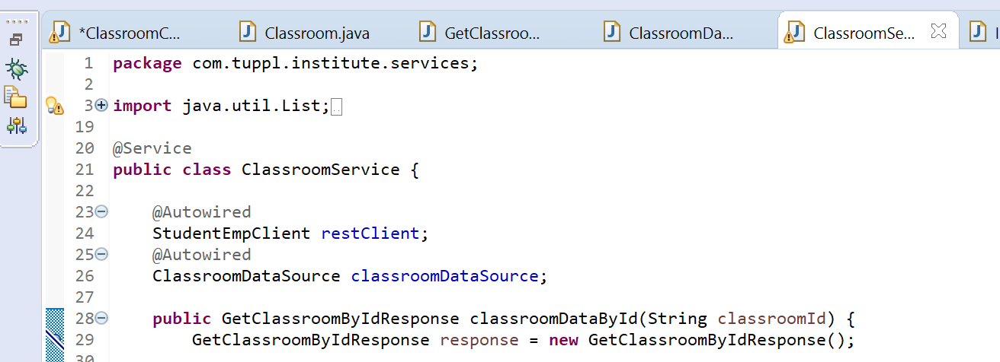 *ClassroomC... Classroom.java GetClassroo... ClassroomDa... ClassroomSe...
1 package com.tuppl.institute.services;
2
3 import java.util.List;
19
20 @Service
21 public class ClassroomService {
22
23 @Autowired
24 StudentEmpClient restClient;
25 @Autowired
26 ClassroomDataSource classroomDataSource;
27
28 public GetClassroomByIdResponse classroomDataById(String classroomId) {
29 GetClassroomByIdResponse response = new GetClassroomByIdResponse();
30